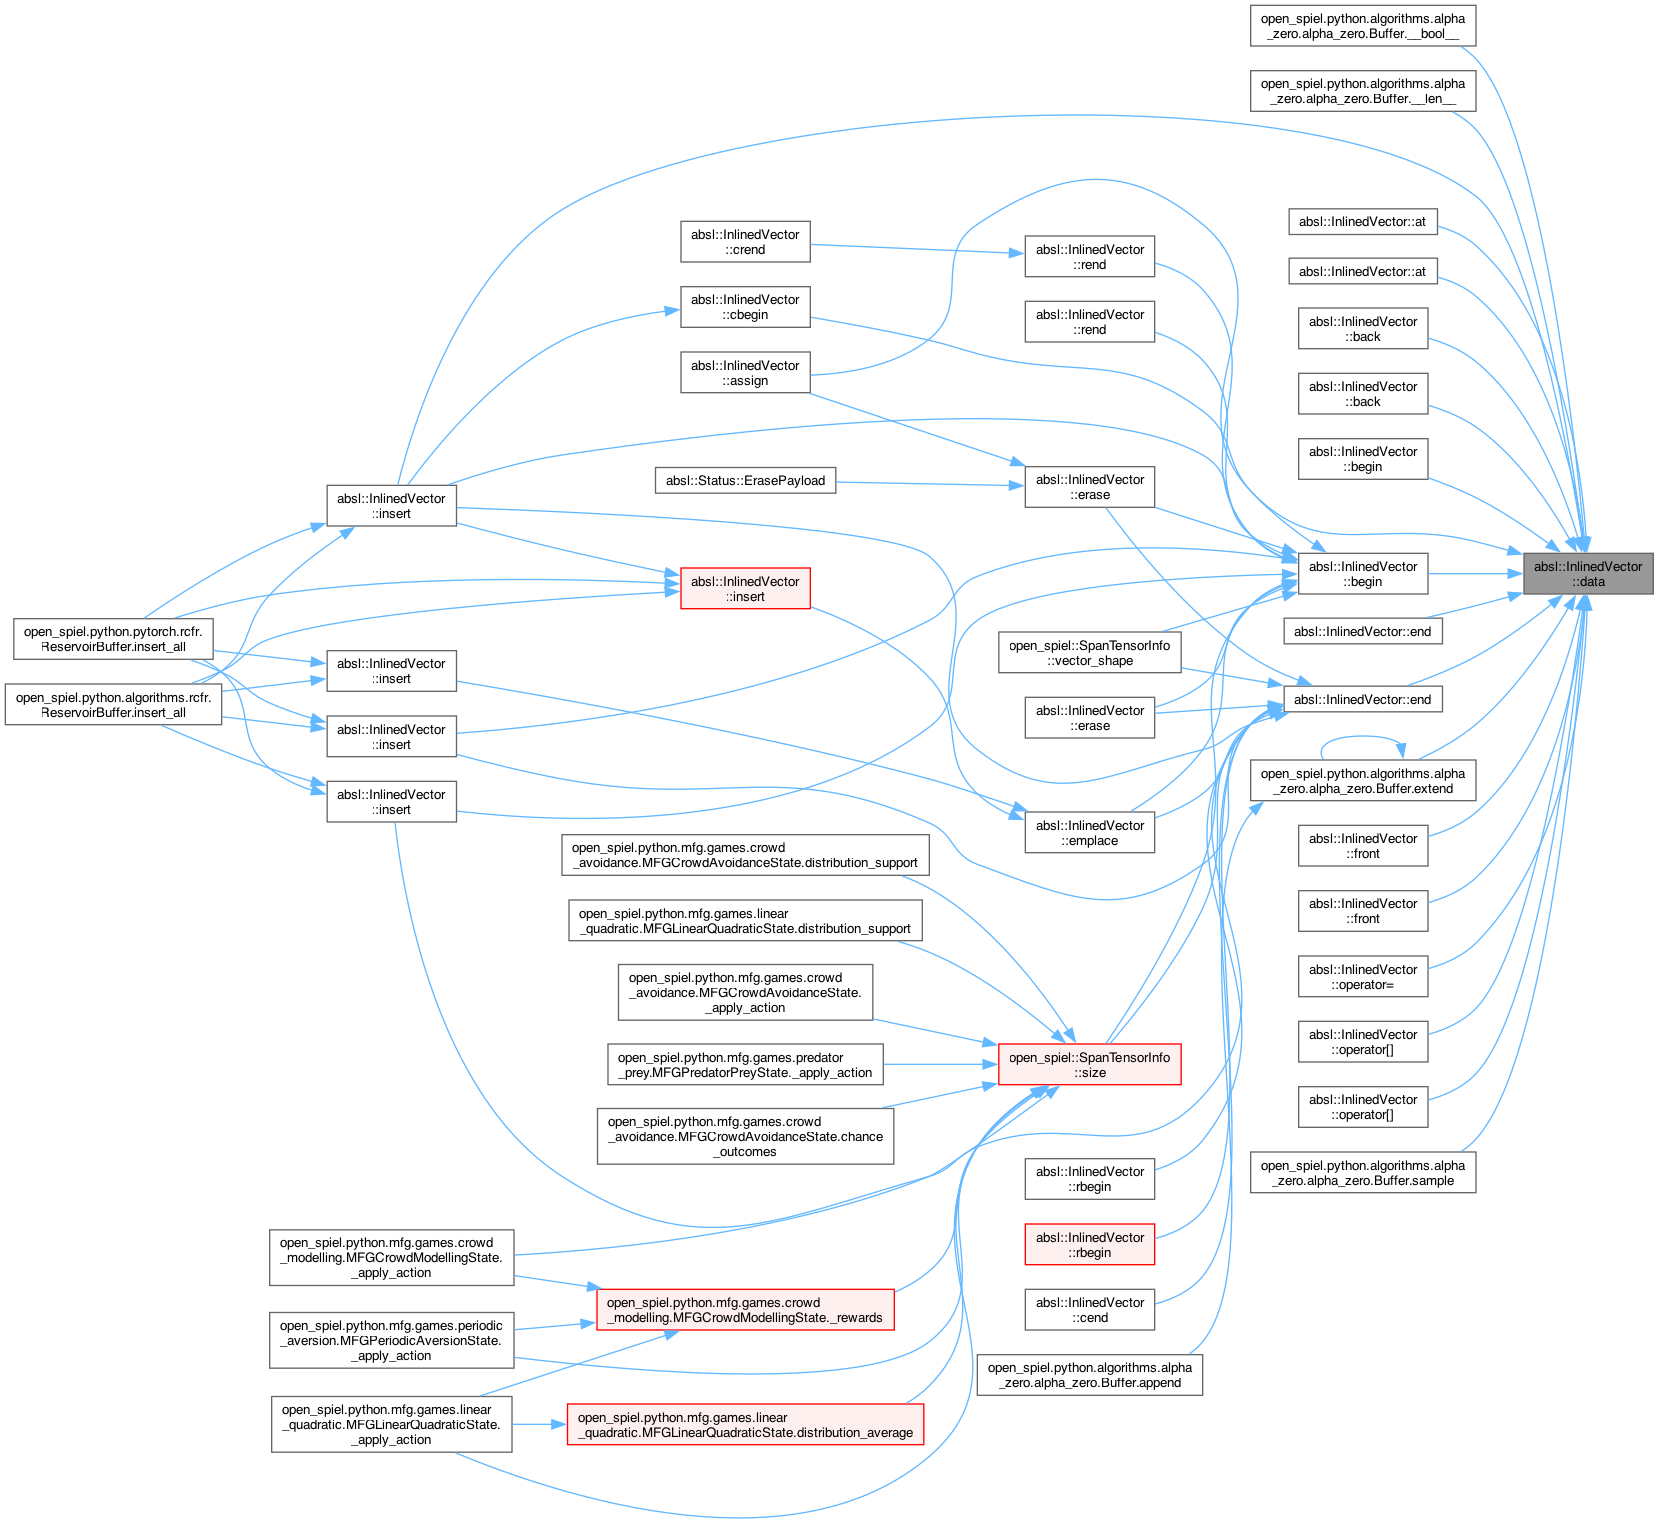 open_spiel.python.algorithms.alpha
_zero.alpha_zero.Buffer.__bool__
open_spiel.python.algorithms.alpha
_zero.alpha_zero.Buffer.__len__
absl::InlinedVector::at
absl::InlinedVector::at
absl::InlinedVector
::back
absl::InlinedVector
::back
absl::InlinedVector
::begin
absl::InlinedVector
::data
absl::InlinedVector
::begin
absl::InlinedVector::end
absl::InlinedVector::end
open_spiel.python.algorithms.alpha
_zero.alpha_zero.Buffer.extend
absl::InlinedVector
::front
absl::InlinedVector
::front
absl::InlinedVector
::operator=
absl::InlinedVector
::operator[]
absl::InlinedVector
::operator[]
open_spiel.python.algorithms.alpha
_zero.alpha_zero.Buffer.sample
absl::InlinedVector
::rend
absl::InlinedVector
::rend
absl::InlinedVector
::erase
open_spiel::SpanTensorInfo
::vector_shape
absl::InlinedVector
::erase
absl::InlinedVector
::emplace
open_spiel::SpanTensorInfo
::size
absl::InlinedVector
::rbegin
absl::InlinedVector
::rbegin
absl::InlinedVector
::cend
open_spiel.python.algorithms.alpha
_zero.alpha_zero.Buffer.append
absl::InlinedVector
::crend
absl::InlinedVector
::cbegin
absl::InlinedVector
::assign
absl::Status::ErasePayload
absl::InlinedVector
::insert
open_spiel.python.mfg.games.crowd
_avoidance.MFGCrowdAvoidanceState.distribution_support
open_spiel.python.mfg.games.linear
_quadratic.MFGLinearQuadraticState.distribution_support
open_spiel.python.mfg.games.crowd
_avoidance.MFGCrowdAvoidanceState.
_apply_action
open_spiel.python.mfg.games.predator
_prey.MFGPredatorPreyState._apply_action
open_spiel.python.mfg.games.crowd
_avoidance.MFGCrowdAvoidanceState.chance
_outcomes
open_spiel.python.mfg.games.crowd
_modelling.MFGCrowdModellingState._rewards
open_spiel.python.mfg.games.linear
_quadratic.MFGLinearQuadraticState.distribution_average
absl::InlinedVector
::insert
absl::InlinedVector
::insert
absl::InlinedVector
::insert
absl::InlinedVector
::insert
open_spiel.python.mfg.games.crowd
_modelling.MFGCrowdModellingState.
_apply_action
open_spiel.python.mfg.games.periodic
_aversion.MFGPeriodicAversionState.
_apply_action
open_spiel.python.mfg.games.linear
_quadratic.MFGLinearQuadraticState.
_apply_action
open_spiel.python.pytorch.rcfr.
ReservoirBuffer.insert_all
open_spiel.python.algorithms.rcfr.
ReservoirBuffer.insert_all